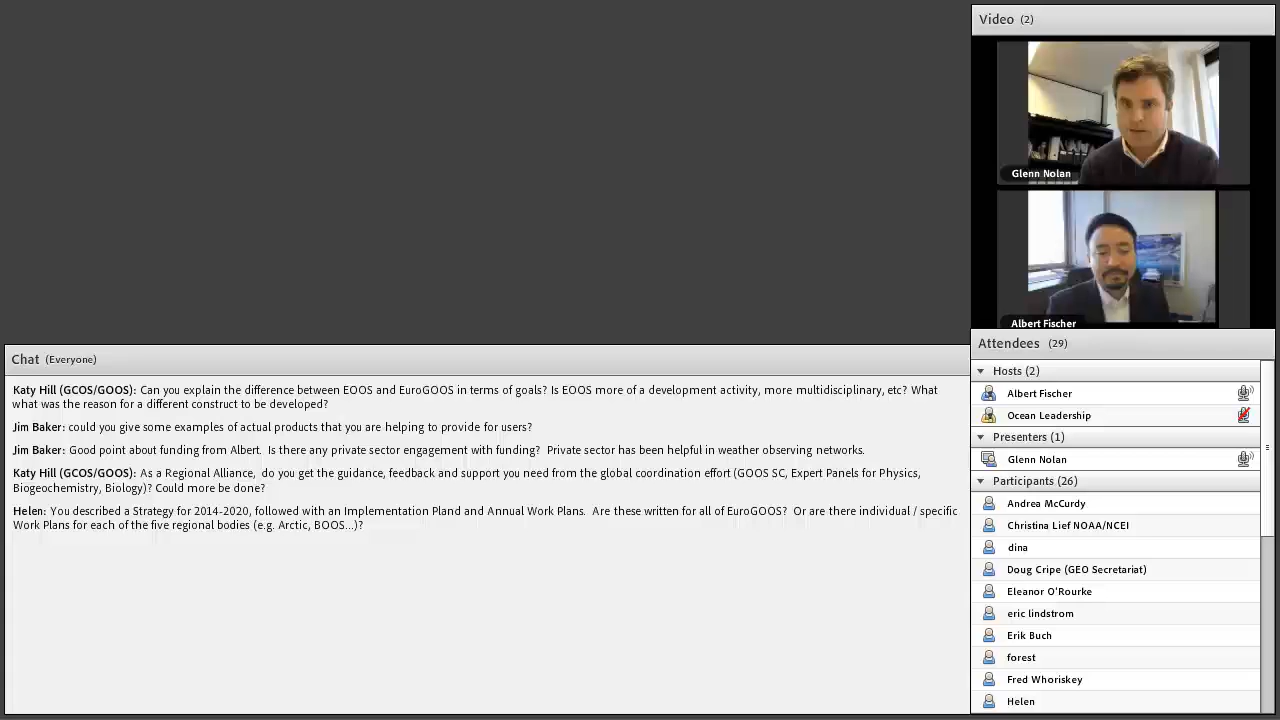 Video (2)
Glenn Nolan
Albert Fischer
Chat (Everyone)
Katy Hill (GCOS/GOOS): Can you explain the difference between EOOS and EuroGOOS in terms of goals? Is EOOS more of a development activity, more multidisciplinary, etc? What
what was the reason for a different construct to be developed?
Jim Baker: could you give some examples of actual products that you are helping to provide for users?
Jim Baker: Good point about funding from Albert. Is there any private sector engagement with funding? Private sector has been helpful in weather observing networks.
Katy Hill (GCOS/GOOS): As a Regional Alliance, do you get the guidance, feedback and support you need from the global coordination effort (GOOS SC, Expert Panels for Physics,
Biogeochemistry, Biology)? Could more be done?
Helen: You described a Strategy for 2014-2020, followed with an Implementation Pland and Annual Work Plans. Are these written for all of EuroGOOS? Or are there individual / specific
Work Plans for each of the five regional bodies (e.g. Arctic, BOOS...)?
Attendees (29)
Hosts (2)
Albert Fischer
Ocean Leadership
Presenters (1)
Glenn Nolan
Participants (26)
Andrea McCurdy
Christina Lief NOAA/NCEI
dina
Doug Cripe (GEO Secretariat)
Eleanor O'Rourke
eric lindstrom
Erik Buch
forest
Fred Whoriskey
Helen